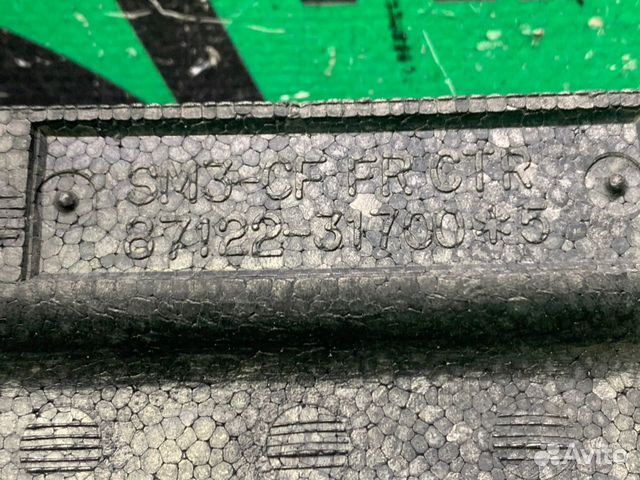 SM3-CF FR CTR
87122-31700*5
Avito